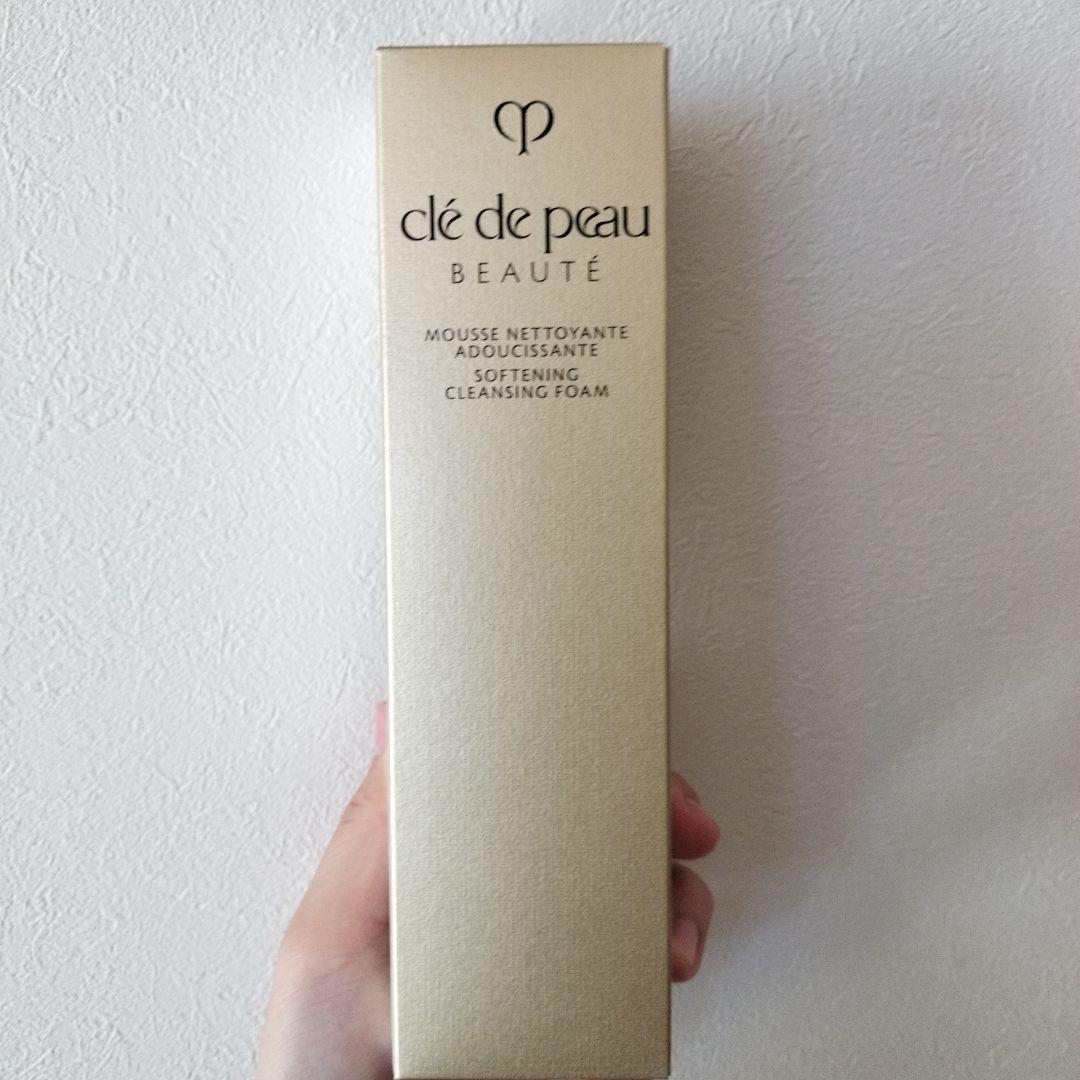 clé de peau
BEAUTÉ
MOUSSE NETTOYANTE
ADOUCISSANTE
SOFTENING
CLEANSING FOAM